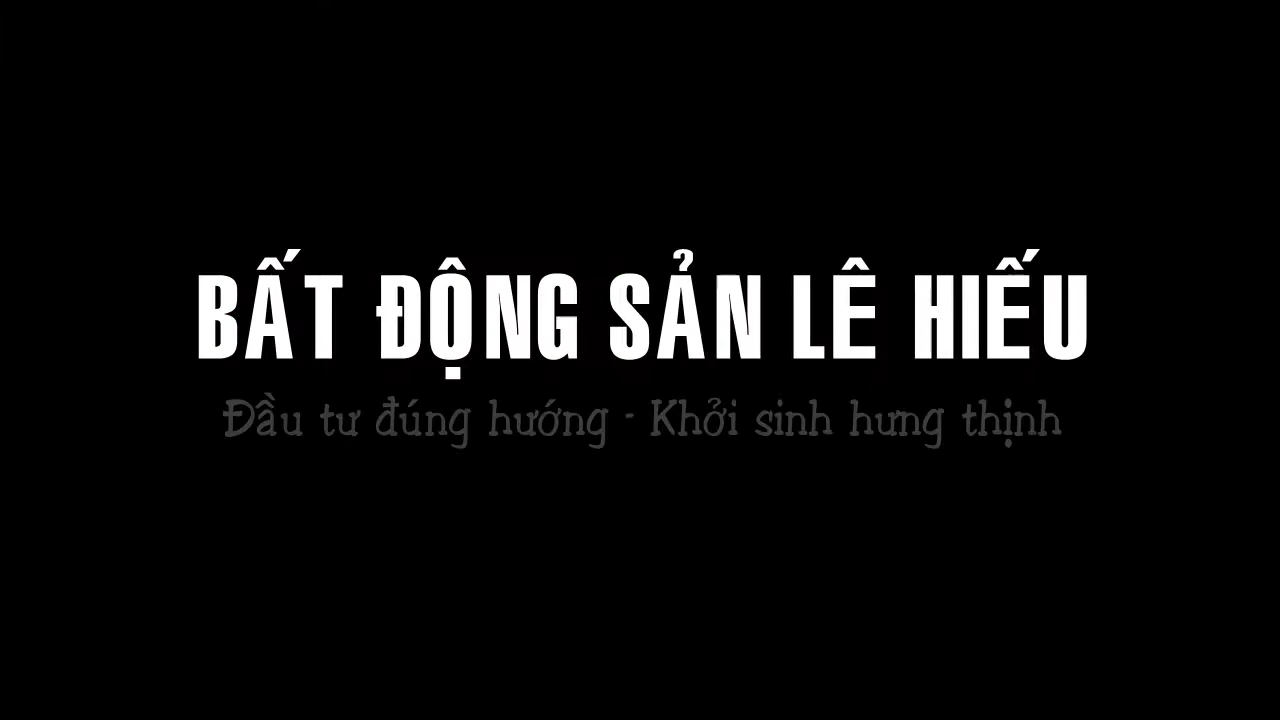 BẤT ĐỘNG SẢN LÊ HIẾU
Đầu tư đúng hướng - Khởi sinh hưng thịnh